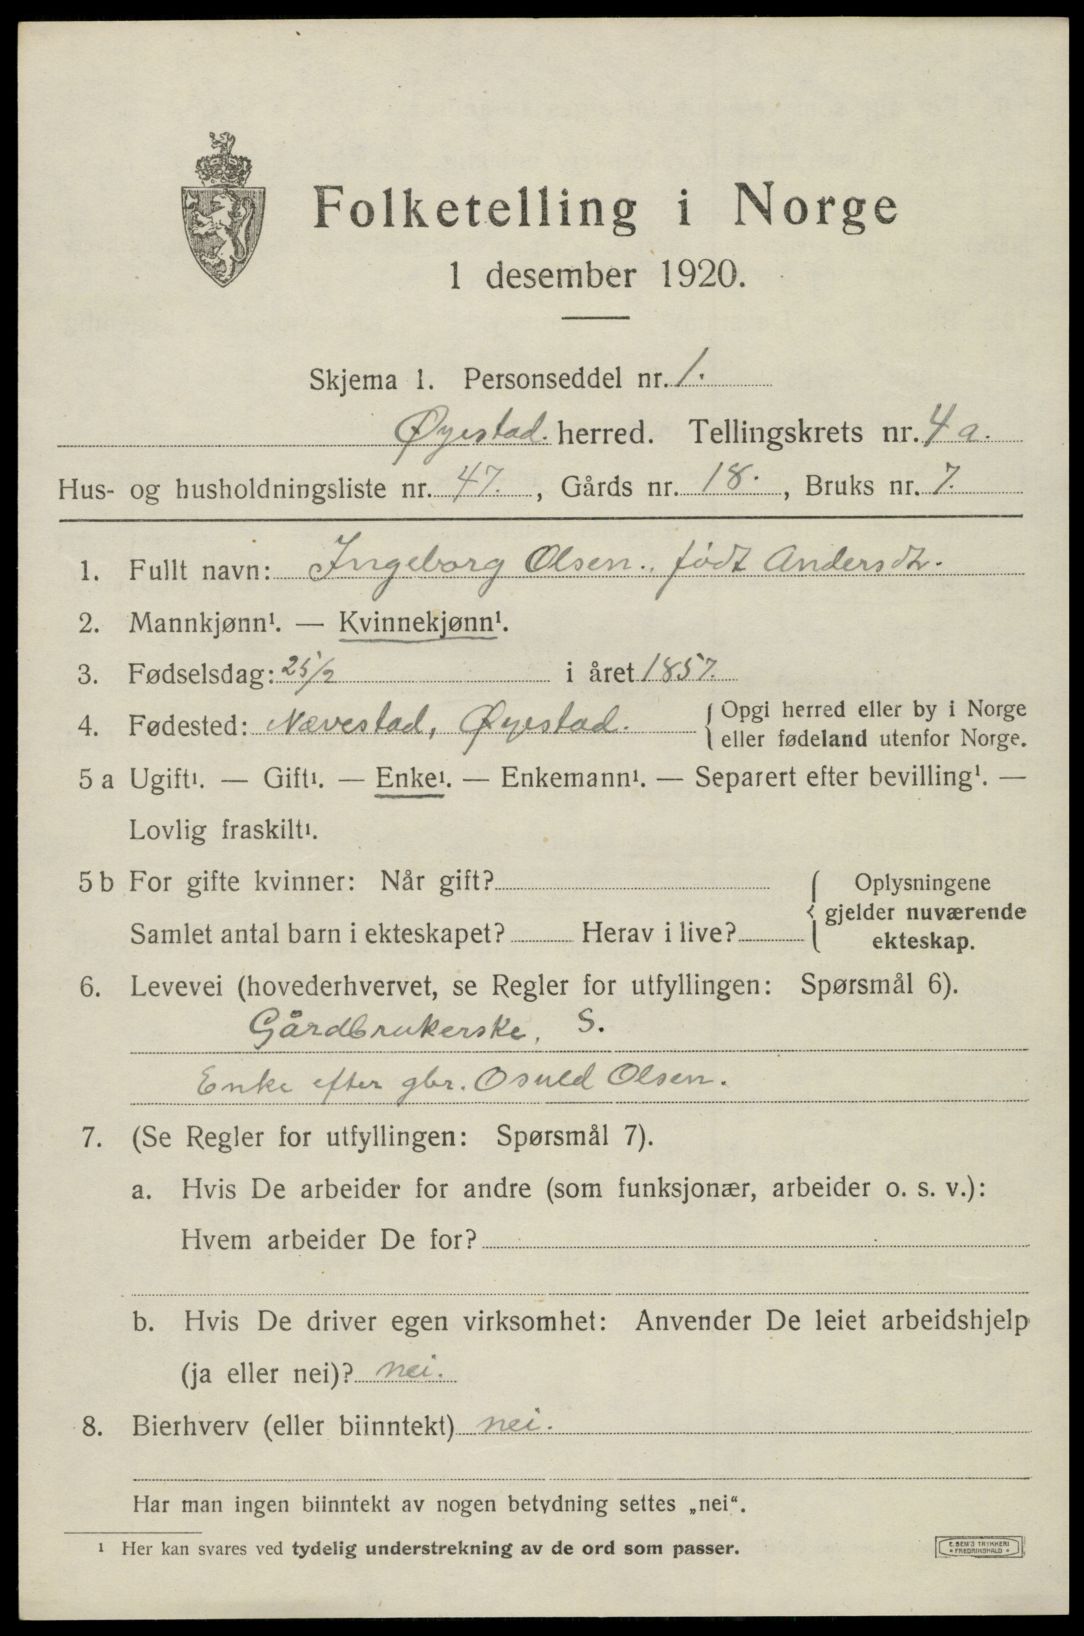 Folketelling i Norge
1 desember 1920.
Skjema 1. Personseddel nr. 1.
Øyestad. herred. Tellingskrets nr. 4 a.
Hus- og husholdningsliste nr. 47., Gårds nr. 18., Bruks nr. 7.
1. Fullt navn: Ingeborg Olsen., født Andersdtr.
2. Mannkjønn¹. — Kvinnekjønn¹.
3. Fødselsdag: 25/2 i året 1857.
4. Fødested: Nævestad, Øyestad. { Opgi herred eller by i Norge
eller fødeland utenfor Norge.
5 a Ugift¹. — Gift¹. — Enke¹. — Enkemann¹. — Separert efter bevilling¹. —
Lovlig fraskilt¹.
5 b For gifte kvinner: Når gift? { Oplysningene
gjelder nuværende
Samlet antal barn i ekteskapet? Herav i live? ekteskap.
6. Levevei (hovederhvervet, se Regler for utfyllingen: Spørsmål 6).
Gårdbrukerske, S.
Enke efter gbr. Osuld Olsen.
7. (Se Regler for utfyllingen: Spørsmål 7).
a. Hvis De arbeider for andre (som funksjonær, arbeider o. s. v.):
Hvem arbeider De for?
b. Hvis De driver egen virksomhet: Anvender De leiet arbeidshjelp
(ja eller nei)? nei.
8. Bierhverv (eller biinntekt) nei.
Har man ingen biinntekt av nogen betydning settes „nei“.
¹ Her kan svares ved tydelig understrekning av de ord som passer.
E. SEM'S TRYKKERI
• FREDRIKSHALD •